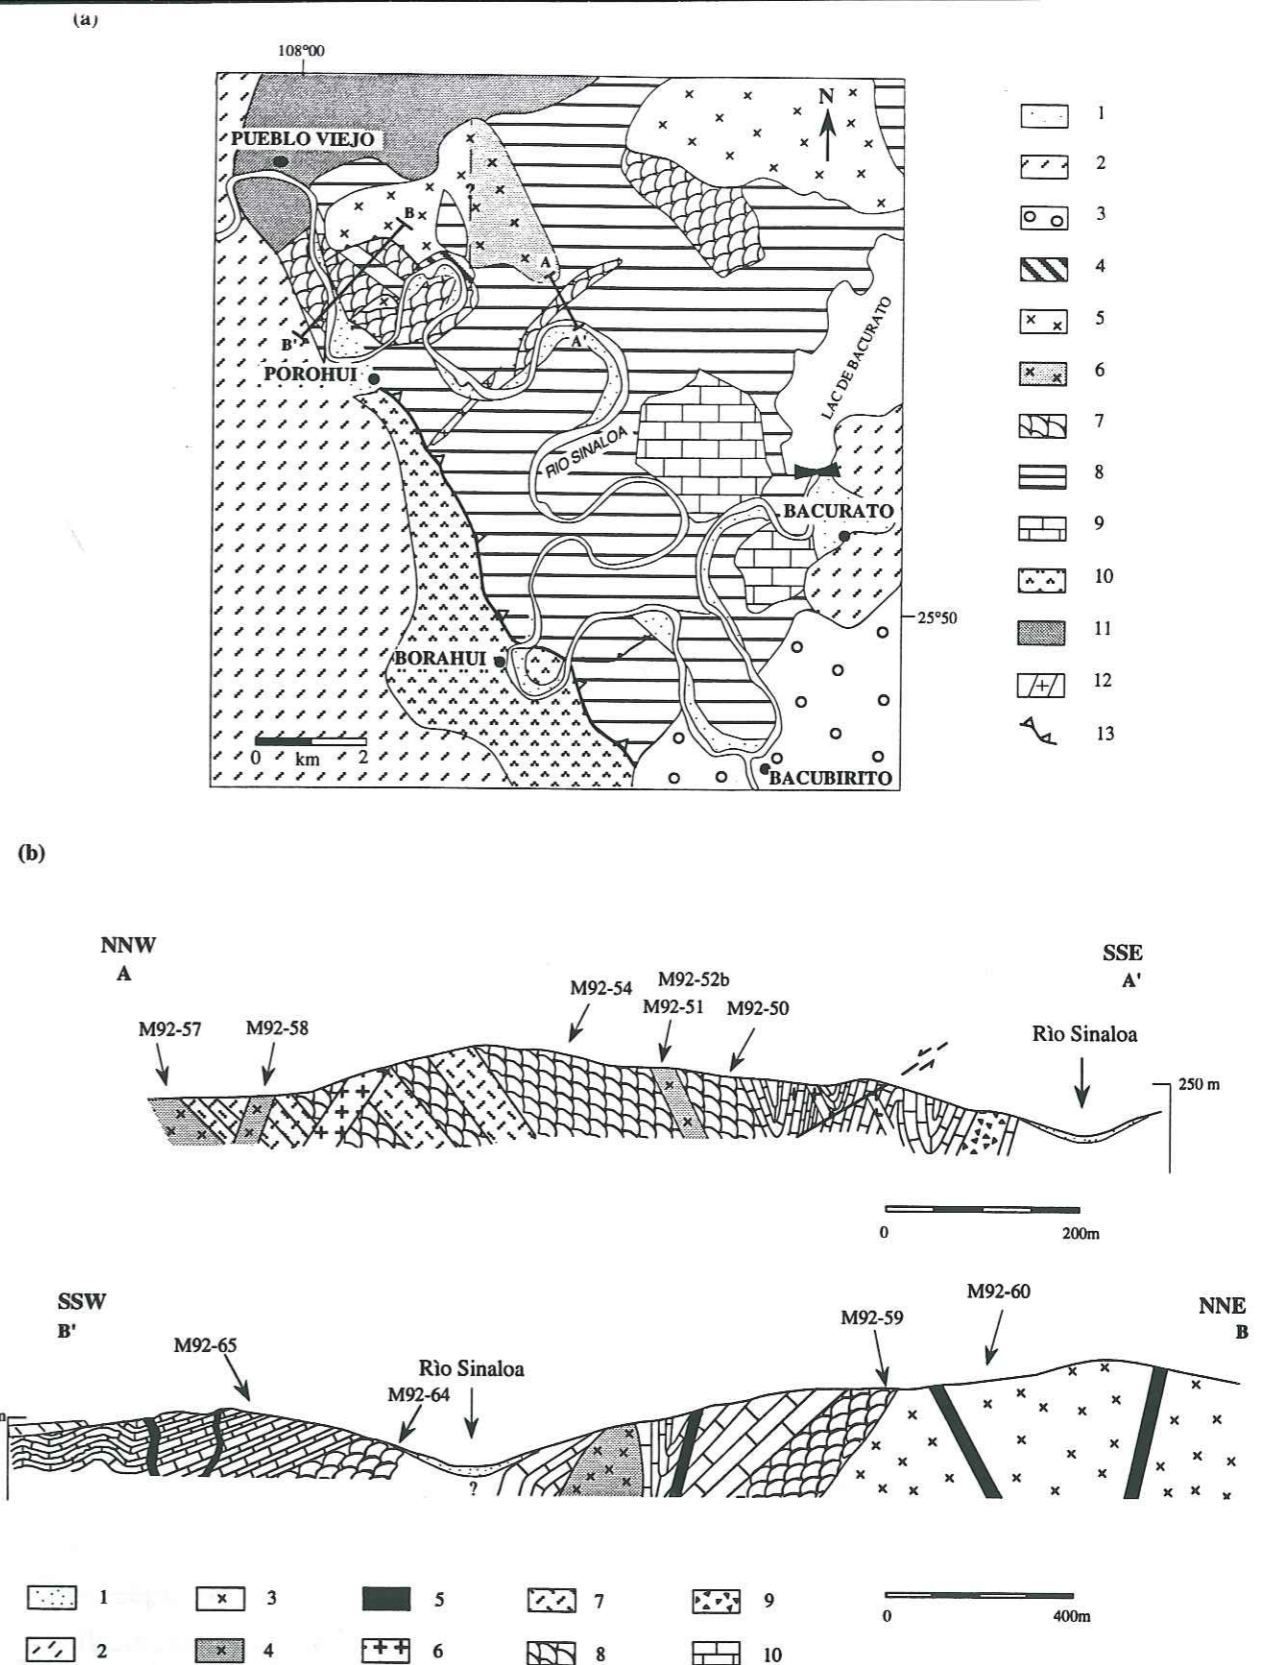 (a)
108°00
N
PUEBLO VIEJO
?
B
A
B'
A'
POROHUI
LAC DE BACURATO
RIO SINALOA
BACURATO
25°50
BORAHUI
0 km 2
BACUBIRITO
1
2
3
4
5
6
7
8
9
10
11
12
13
(b)
NNW
A
SSE
A'
M92-57
M92-58
M92-54
M92-52b
M92-51
M92-50
Rìo Sinaloa
250 m
0 200m
SSW
B'
NNE
B
M92-65
M92-64
Rìo Sinaloa
M92-59
M92-60
?
0 400m
1 3 5 7 9
2 4 6 8 10